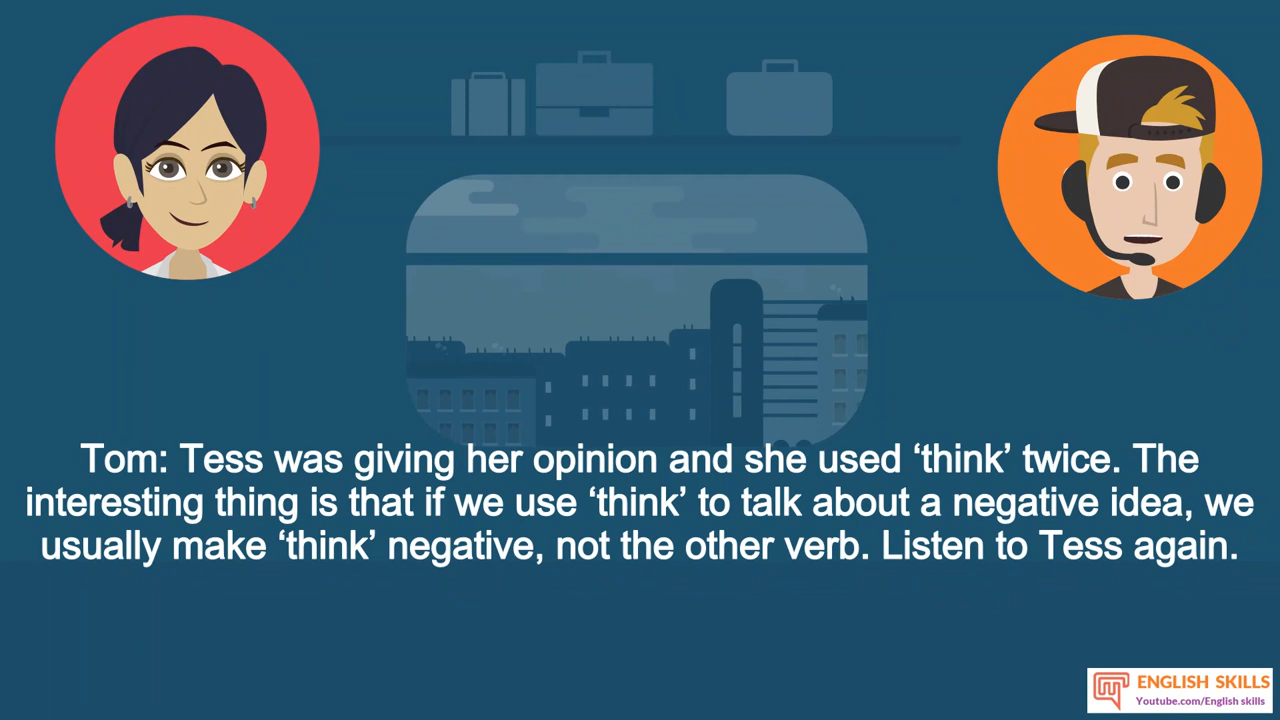 Tom: Tess was giving her opinion and she used ‘think’ twice. The
interesting thing is that if we use ‘think’ to talk about a negative idea, we
usually make ‘think’ negative, not the other verb. Listen to Tess again.
ENGLISH SKILLS
Youtube.com/English skills